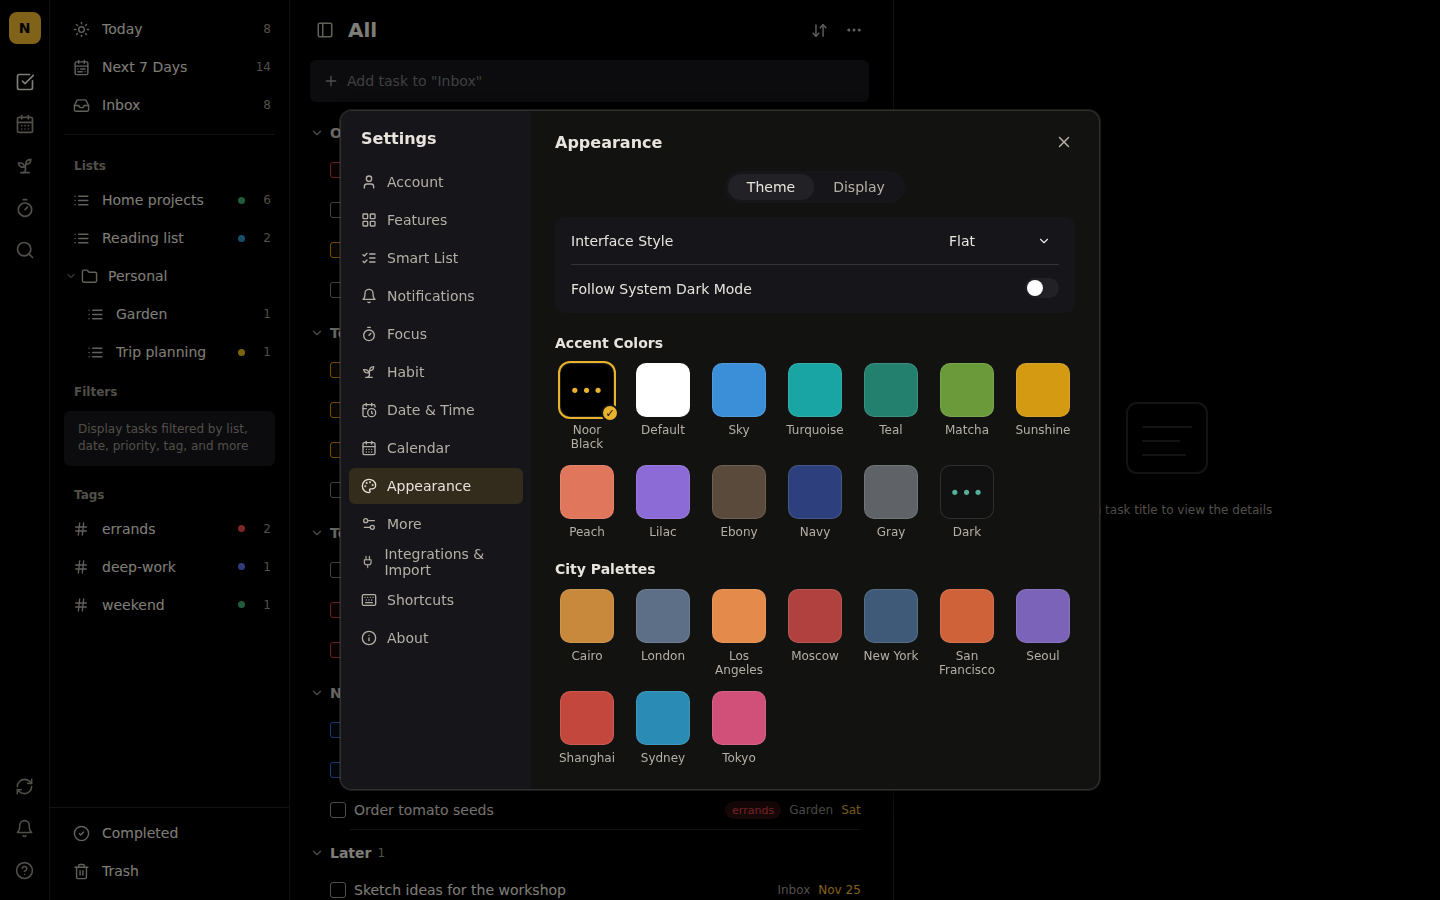 N
Today 8
Next 7 Days 14
Inbox 8
Lists
Home projects 6
Reading list 2
Personal
Garden 1
Trip planning 1
Filters
Display tasks filtered by list,
date, priority, tag, and more
Tags
# errands 2
# deep-work 1
# weekend 1
Completed
Trash
All
Add task to "Inbox"
Order tomato seeds errands Garden Sat
Later 1
Sketch ideas for the workshop Inbox Nov 25
task title to view the details
Settings
Account
Features
Smart List
Notifications
Focus
Habit
Date & Time
Calendar
Appearance
More
Integrations &
Import
Shortcuts
About
Appearance
Theme Display
Interface Style Flat
Follow System Dark Mode
Accent Colors
Noor
Black
Default
Sky
Turquoise
Teal
Matcha
Sunshine
Peach
Lilac
Ebony
Navy
Gray
Dark
City Palettes
Cairo
London
Los
Angeles
Moscow
New York
San
Francisco
Seoul
Shanghai
Sydney
Tokyo